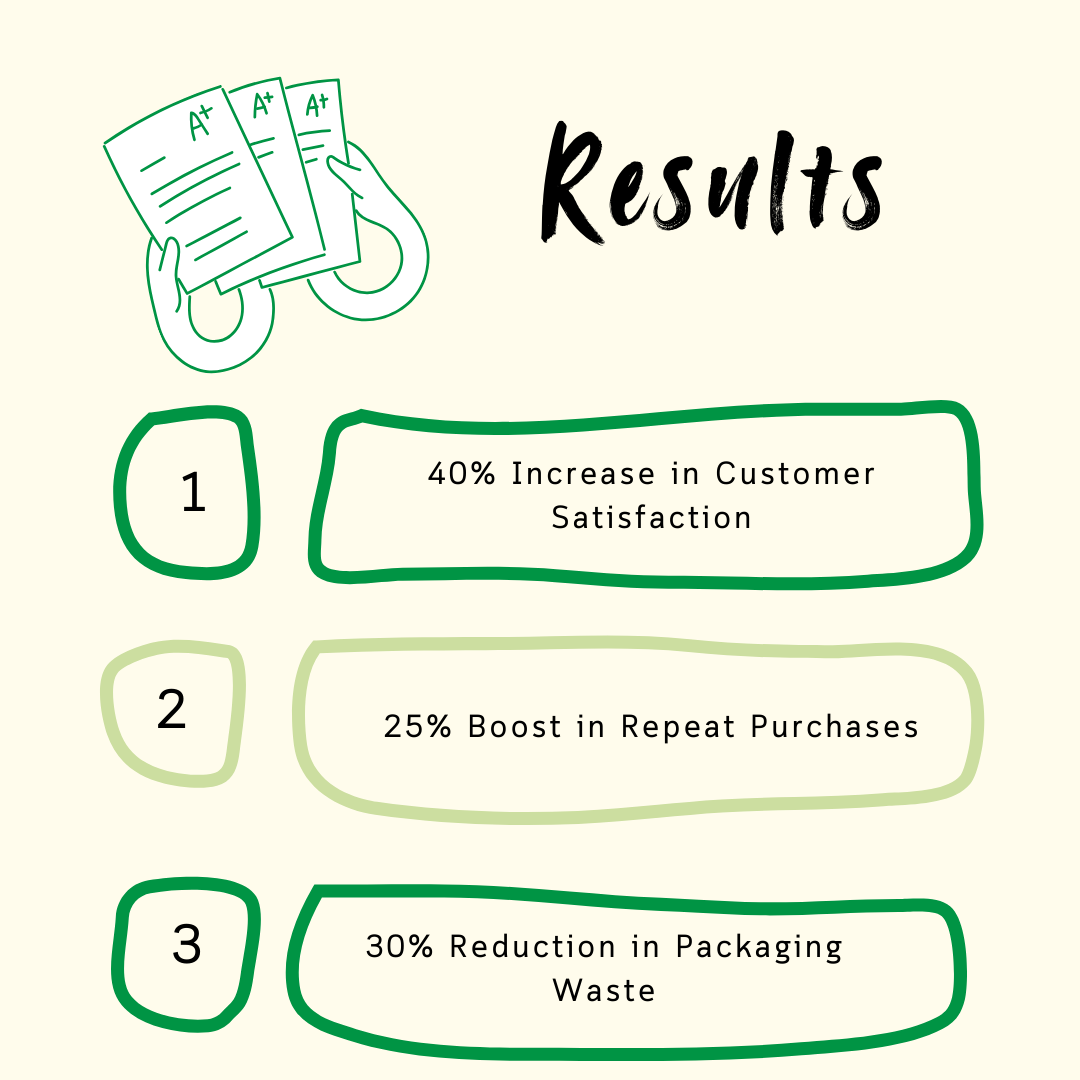 A+ A+ A+
Results
1
40% Increase in Customer
Satisfaction
2
25% Boost in Repeat Purchases
3
30% Reduction in Packaging
Waste